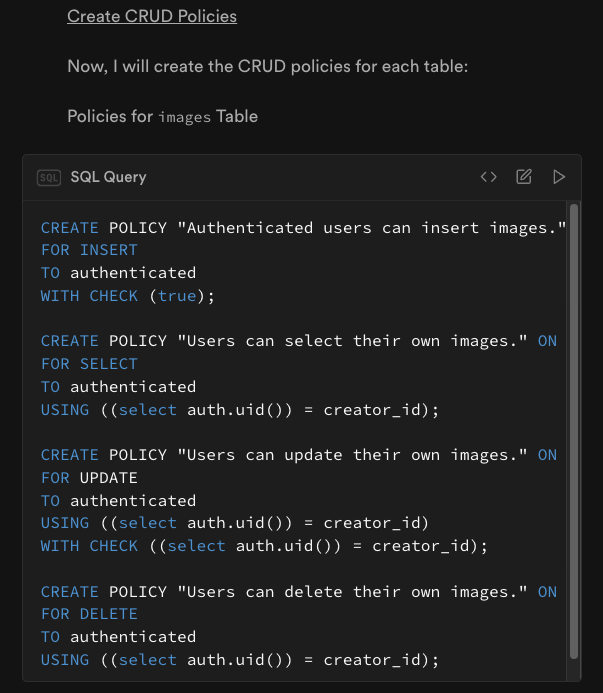 Create CRUD Policies
Now, I will create the CRUD policies for each table:
Policies for images Table
SQL SQL Query
CREATE POLICY "Authenticated users can insert images."
FOR INSERT
TO authenticated
WITH CHECK (true);
CREATE POLICY "Users can select their own images." ON
FOR SELECT
TO authenticated
USING ((select auth.uid()) = creator_id);
CREATE POLICY "Users can update their own images." ON
FOR UPDATE
TO authenticated
USING ((select auth.uid()) = creator_id)
WITH CHECK ((select auth.uid()) = creator_id);
CREATE POLICY "Users can delete their own images." ON
FOR DELETE
TO authenticated
USING ((select auth.uid()) = creator_id);